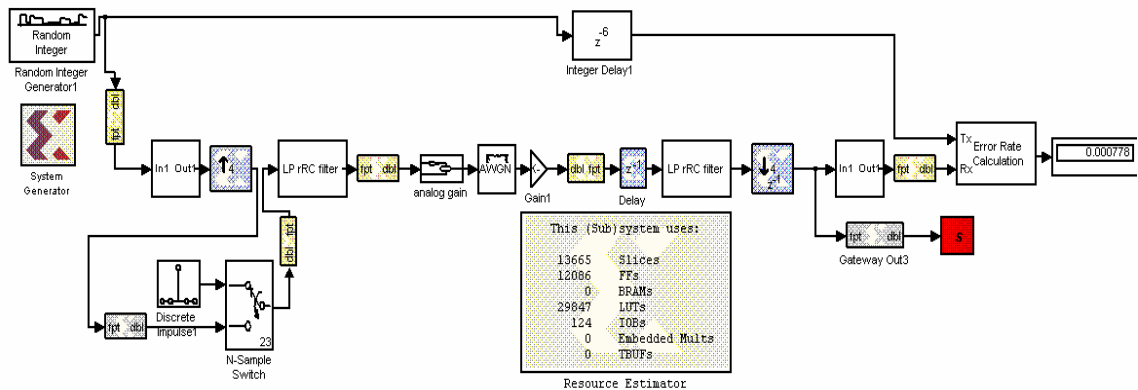 Random
Integer
Random Integer
Generator1
z
-6
Integer Delay1
dbl
fpt
System
Generator
In1 Out1
4
LP rRC filter
fpt dbl
analog gain
AWGN
K-
Gain1
dbl fpt
z-1
Delay
LP rRC filter
4
z-1
In1 Out1
fpt dbl
Tx
Rx
Error Rate
Calculation
0.000778
fpt dbl
Gateway Out3
S
dbl fpt
Discrete
Impulse1
fpt dbl
23
N-Sample
Switch
This (Sub)system uses:
13665 Slices
12086 FFs
0 BRAMs
29847 LUTs
124 IOBs
0 Embedded Mults
0 TBUFs
Resource Estimator